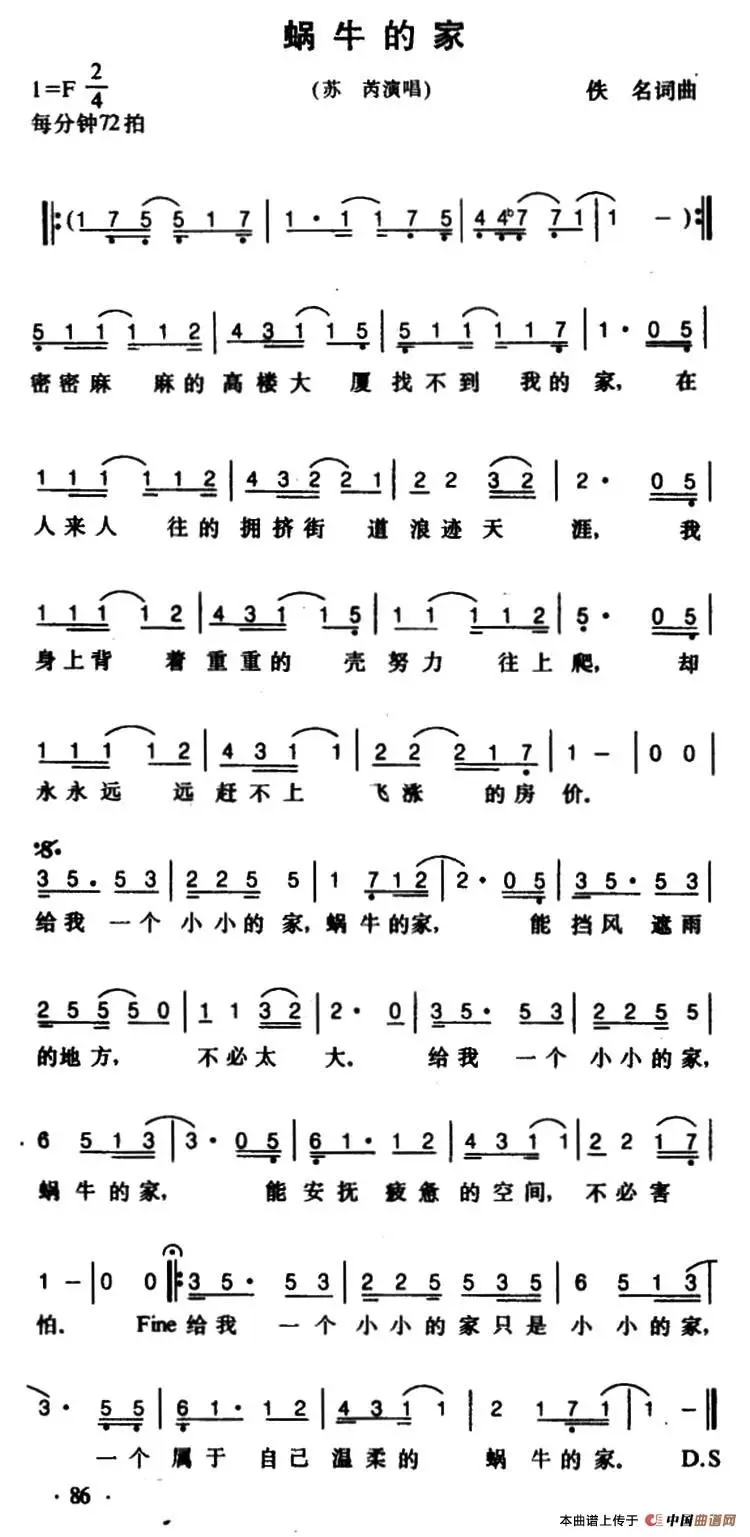 蜗牛的家
1=F 2/4
(苏 芮演唱)
佚 名词曲
每分钟72拍
(1 7 5 5 1 7 | 1 · 1 1 7 5 | 4 4 ♭7 7 1 | 1 - )
5 1 1 1 1 2 | 4 3 1 1 5 | 5 1 1 1 1 7 | 1 · 0 5 |
密密麻 麻的高楼大 厦找不到 我的家, 在
1 1 1 1 1 2 | 4 3 2 2 1 | 2 2 3 2 | 2 · 0 5 |
人来人 往的拥挤街 道浪迹天 涯, 我
1 1 1 1 2 | 4 3 1 1 5 | 1 1 1 1 2 | 5 · 0 5 |
身上背 着重重的 壳努力 往上爬, 却
1 1 1 1 2 | 4 3 1 1 | 2 2 2 1 7 | 1 - | 0 0 |
永永远 远赶不上 飞涨 的房价.
3 5 · 5 3 | 2 2 5 5 | 1 7 1 2 | 2 · 0 5 | 3 5 · 5 3 |
给我 一个小小的家,蜗牛的家, 能挡风 遮雨
2 5 5 5 0 | 1 1 3 2 | 2 · 0 | 3 5 · 5 3 | 2 2 5 5 |
的地方, 不必太 大. 给我 一个小小的家,
6 5 1 3 | 3 · 0 5 | 6 1 · 1 2 | 4 3 1 1 | 2 2 1 7 |
蜗牛的家, 能安抚疲惫的空间,不必害
1 - | 0 0 3 5 · 5 3 | 2 2 5 5 3 5 | 6 5 1 3 |
怕. Fine给我 一个小小的家只是小小的家,
3 · 5 5 | 6 1 · 1 2 | 4 3 1 1 | 2 1 7 1 | 1 -
一个属于 自己温柔的 蜗牛的家. D.S
· 86 ·
本曲谱上传于 中国曲谱网